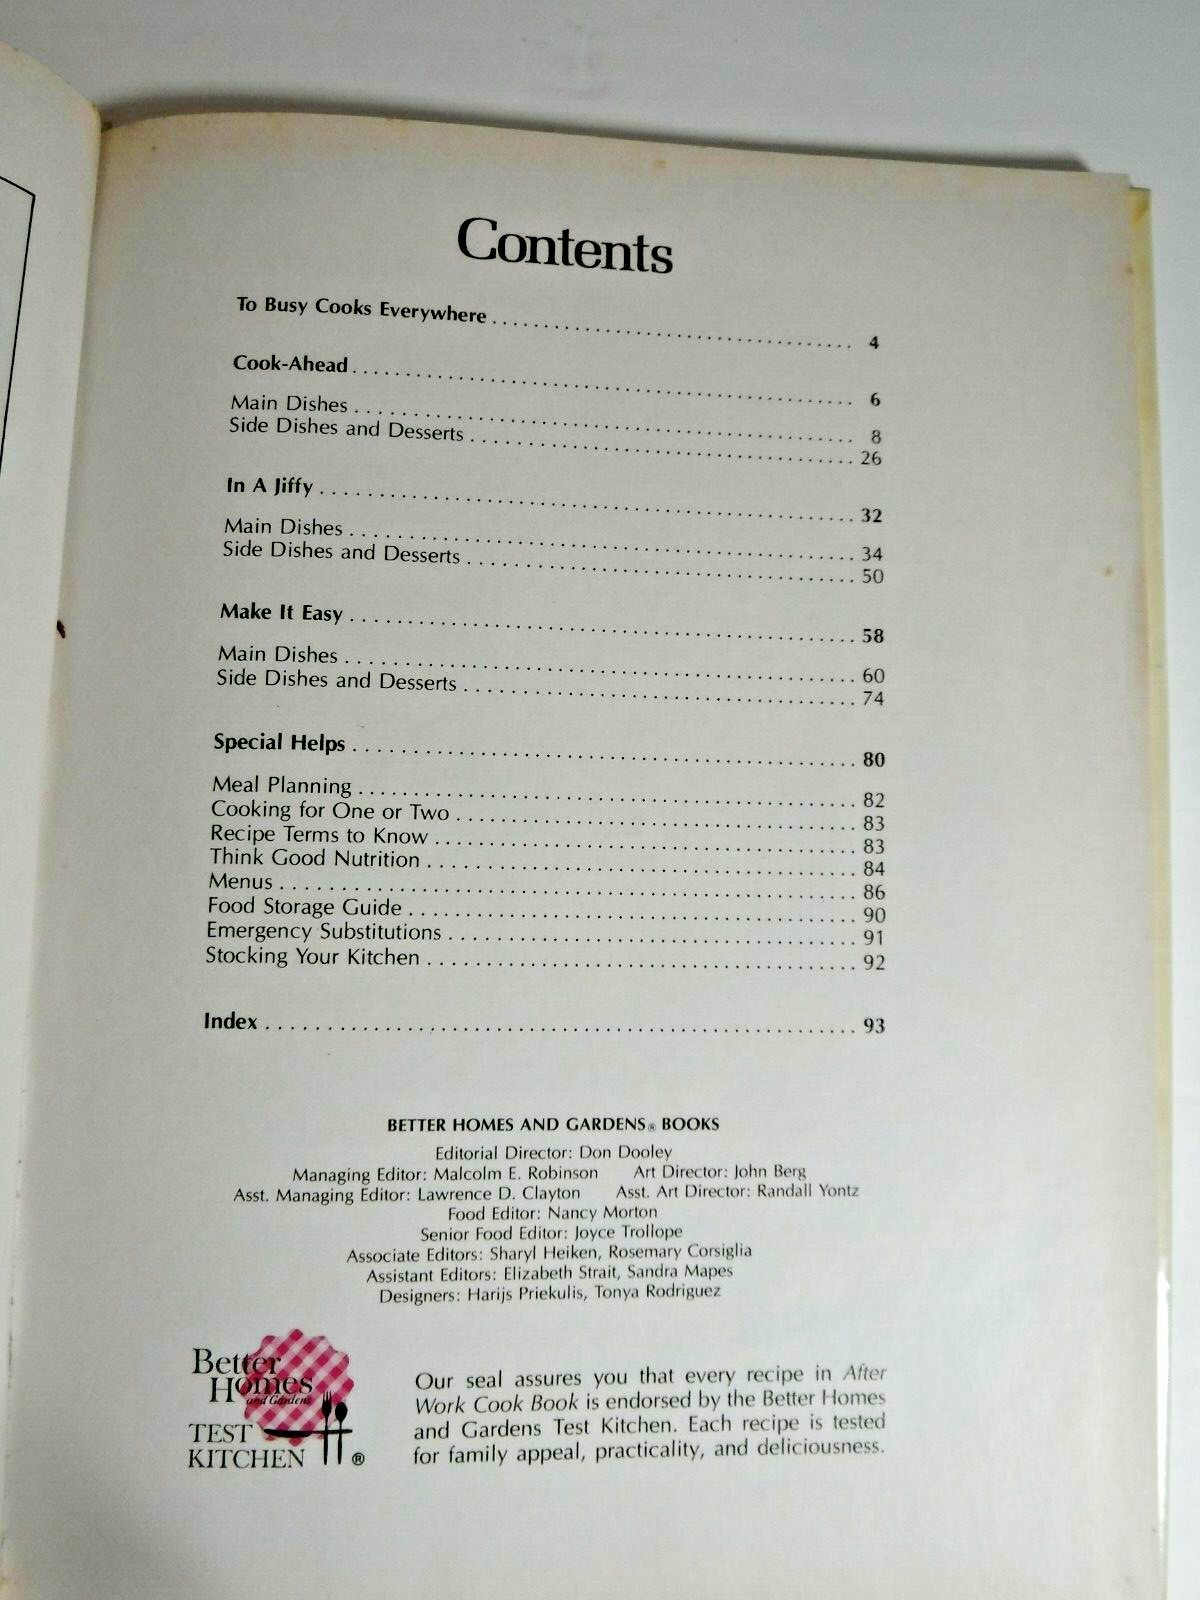 Contents
To Busy Cooks Everywhere 4
Cook-Ahead 6
Main Dishes 8
Side Dishes and Desserts 26
In A Jiffy 32
Main Dishes 34
Side Dishes and Desserts 50
Make It Easy 58
Main Dishes 60
Side Dishes and Desserts 74
Special Helps 80
Meal Planning 82
Cooking for One or Two 83
Recipe Terms to Know 83
Think Good Nutrition 84
Menus 86
Food Storage Guide 90
Emergency Substitutions 91
Stocking Your Kitchen 92
Index 93
BETTER HOMES AND GARDENS® BOOKS
Editorial Director: Don Dooley
Managing Editor: Malcolm E. Robinson Art Director: John Berg
Asst. Managing Editor: Lawrence D. Clayton Asst. Art Director: Randall Yontz
Food Editor: Nancy Morton
Senior Food Editor: Joyce Trollope
Associate Editors: Sharyl Heiken, Rosemary Corsiglia
Assistant Editors: Elizabeth Strait, Sandra Mapes
Designers: Harijs Priekulis, Tonya Rodriguez
Better
Homes
and Gardens
TEST
KITCHEN ®
Our seal assures you that every recipe in After
Work Cook Book is endorsed by the Better Homes
and Gardens Test Kitchen. Each recipe is tested
for family appeal, practicality, and deliciousness.